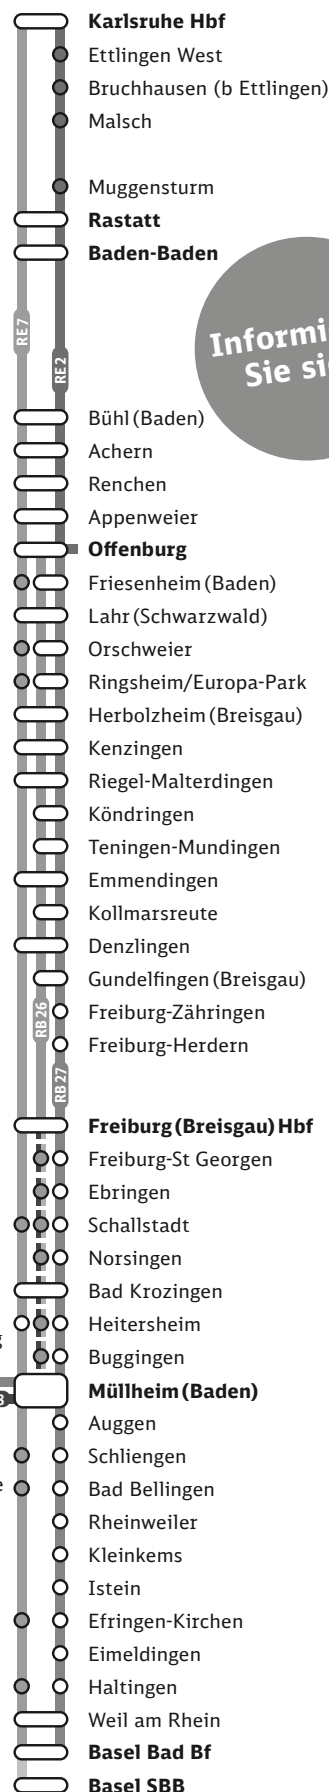 Karlsruhe Hbf
Ettlingen West
Bruchhausen (b Ettlingen)
Malsch
Muggensturm
Rastatt
Baden-Baden
Informi
Sie si
RE 7
RE 2
Bühl (Baden)
Achern
Renchen
Appenweier
Offenburg
Friesenheim (Baden)
Lahr (Schwarzwald)
Orschweier
Ringsheim/Europa-Park
Herbolzheim (Breisgau)
Kenzingen
Riegel-Malterdingen
Köndringen
Teningen-Mundingen
Emmendingen
Kollmarsreute
Denzlingen
Gundelfingen (Breisgau)
RB 26
Freiburg-Zähringen
Freiburg-Herdern
RB 27
Freiburg (Breisgau) Hbf
Freiburg-St Georgen
Ebringen
Schallstadt
Norsingen
Bad Krozingen
Heitersheim
g
Buggingen
Müllheim (Baden)
Auggen
Schliengen
e
Bad Bellingen
Rheinweiler
Kleinkems
Istein
Efringen-Kirchen
Eimeldingen
Haltingen
Weil am Rhein
Basel Bad Bf
Basel SBB